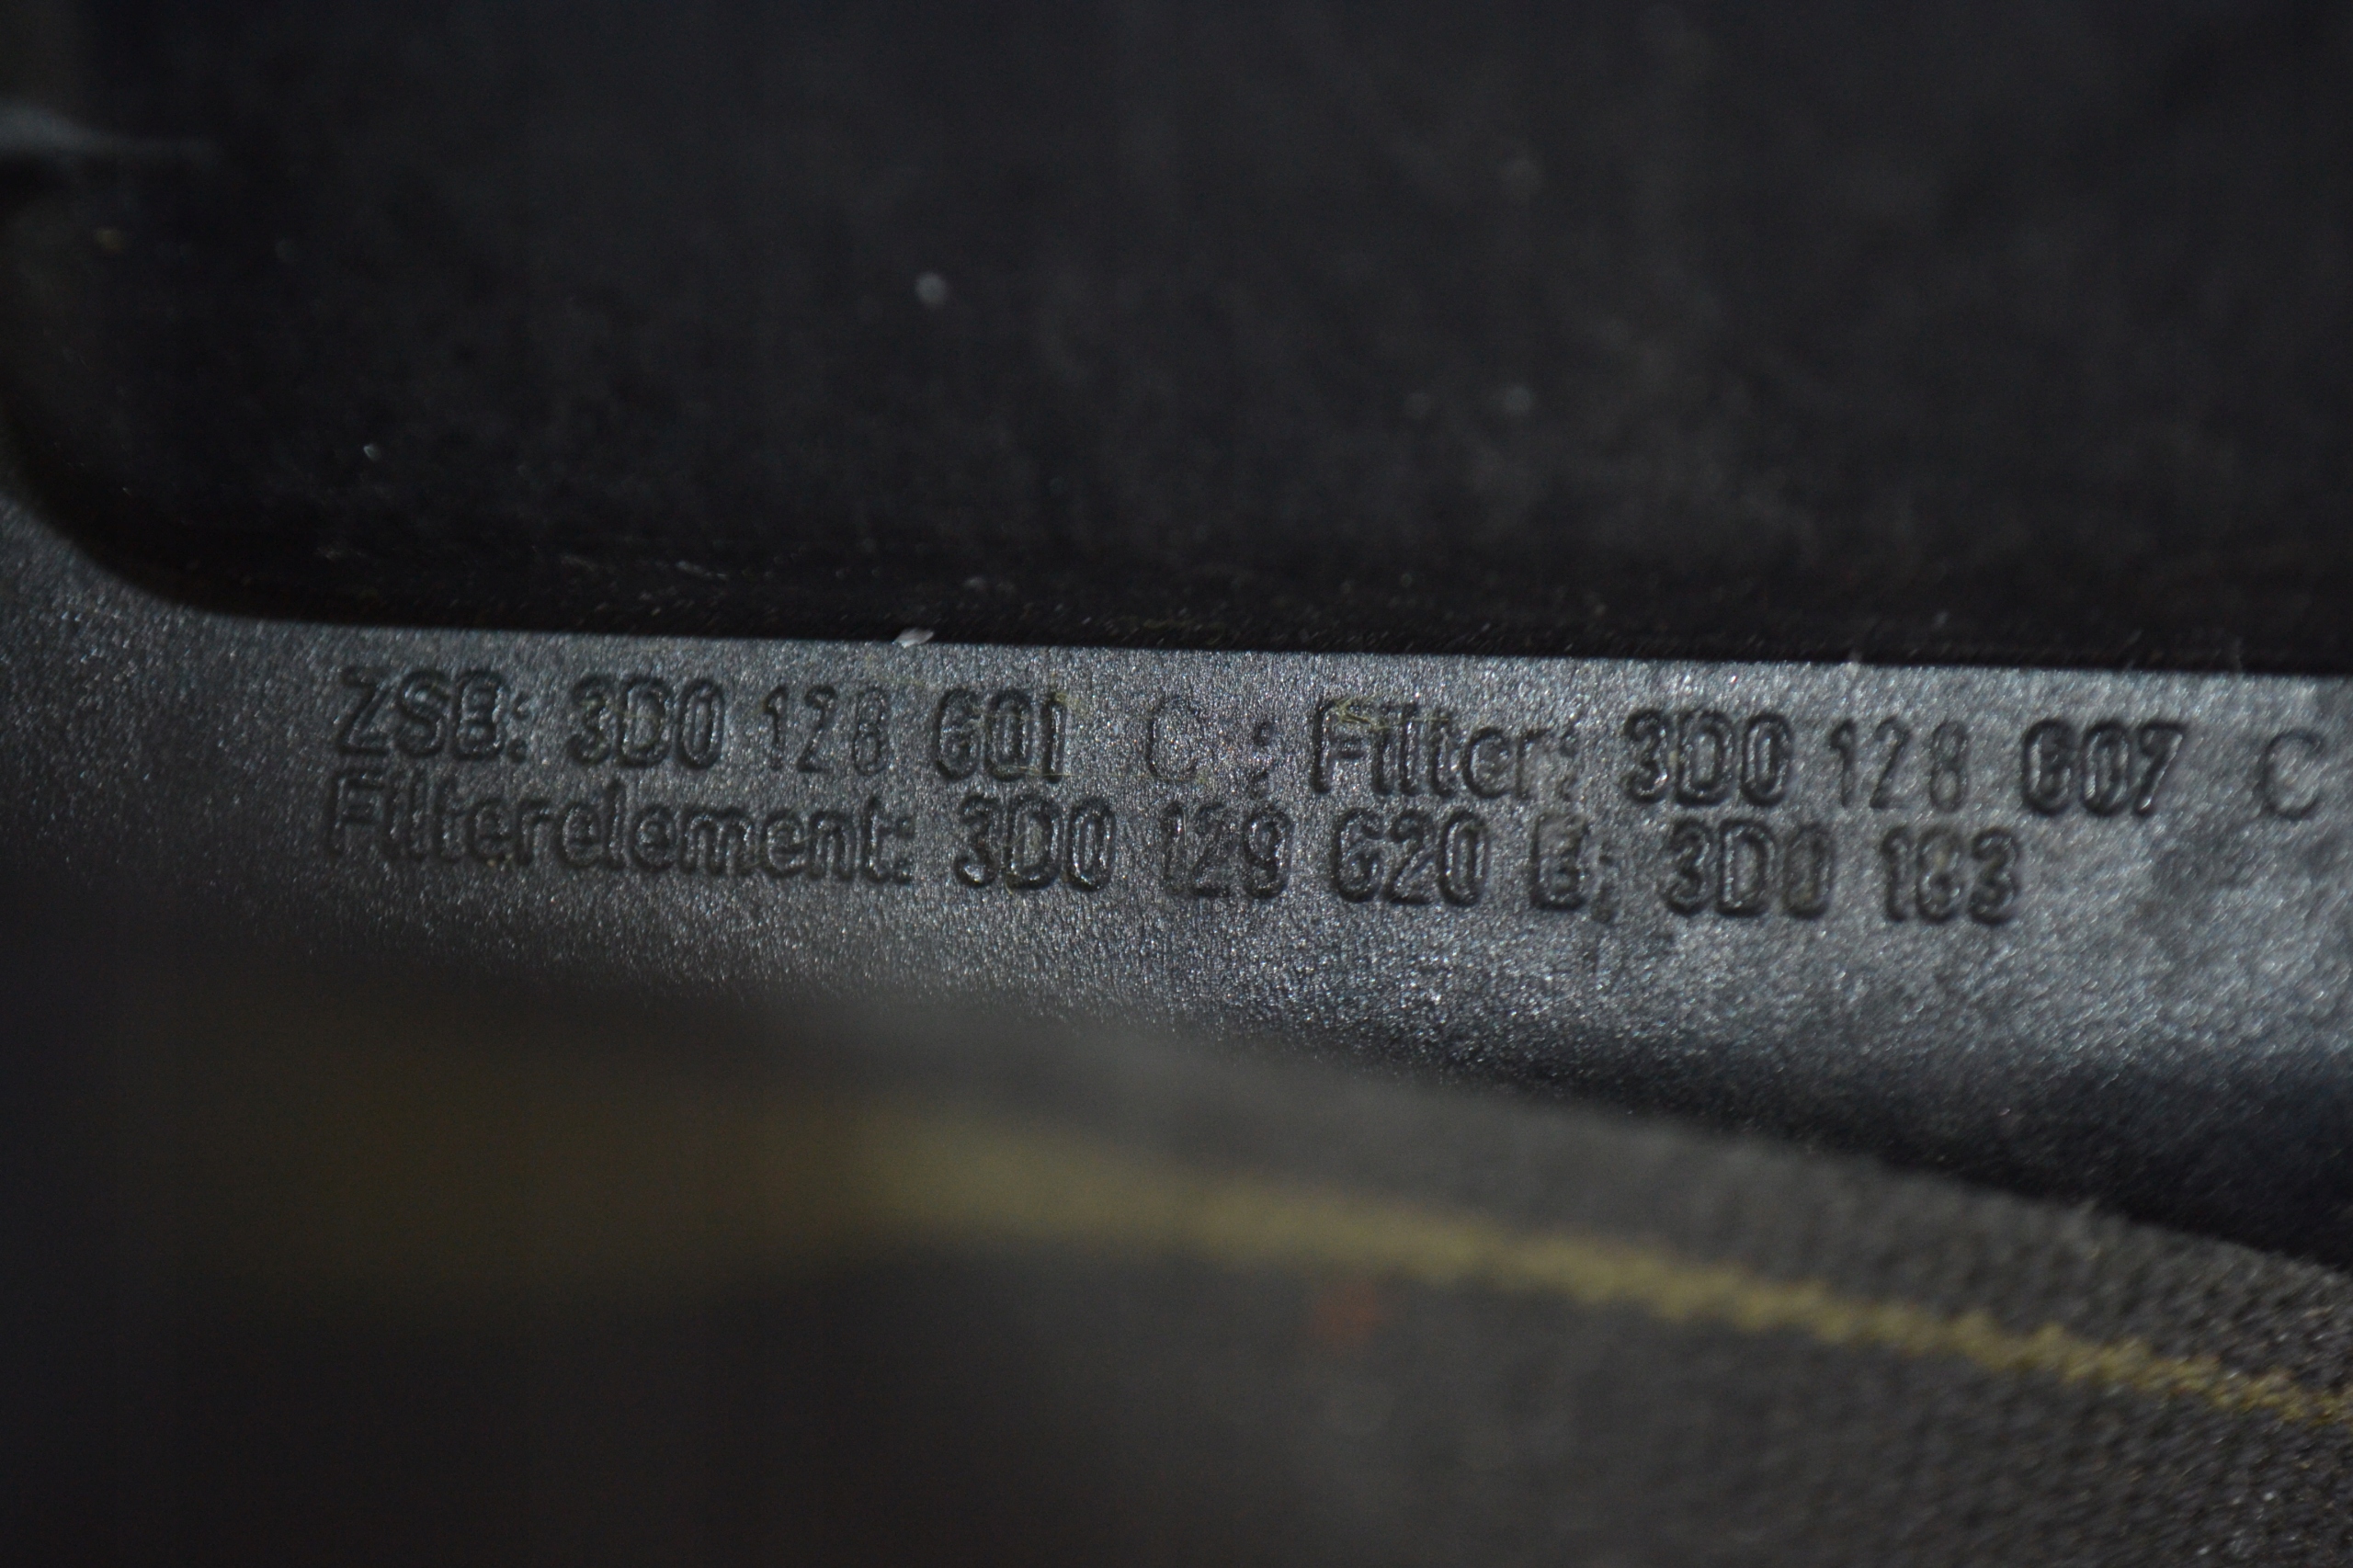 ZSB: 3D0 128 601 C ; Filter: 3D0 128 607 C
Filterelement: 3D0 129 620 E; 3D0 183